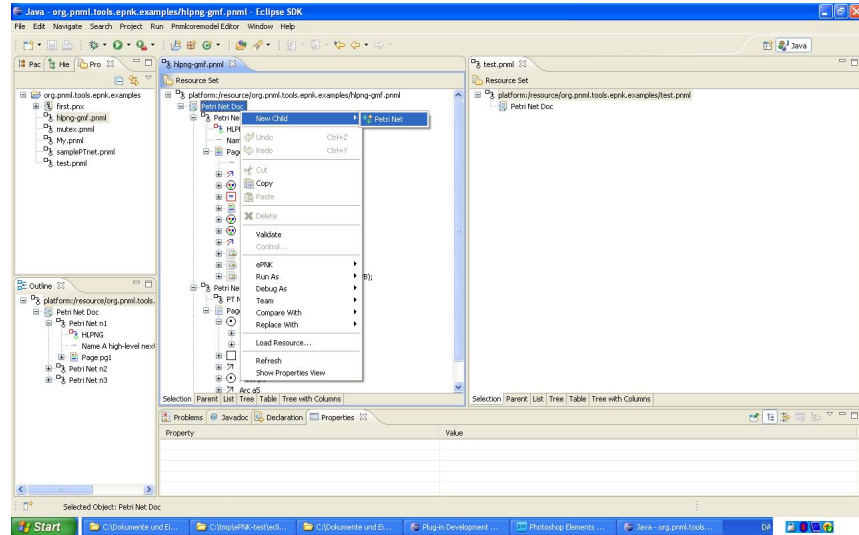 Java - org.pnml.tools.epnk.examples/hlpng-gmf.pnml - Eclipse SDK
File Edit Navigate Search Project Run Pnmlcoremodel Editor Window Help
Java
Pac Hie Pro
hlpng-gmf.pnml
test.pnml
Resource Set
Resource Set
org.pnml.tools.epnk.examples
first.pnx
hlpng-gmf.pnml
mutex.pnml
My.pnml
samplePTnet.pnml
test.pnml
platform:/resource/org.pnml.tools.epnk.examples/hlpng-gmf.pnml
Petri Net Doc
Petri Ne
HLP
Nam
Pag
B);
Petri Ne
PT N
Pag
Arc a5
New Child
Petri Net
Undo Ctrl+Z
Redo Ctrl+Y
Cut
Copy
Paste
Delete
Validate
Control...
ePNK
Run As
Debug As
Team
Compare With
Replace With
Load Resource...
Refresh
Show Properties View
platform:/resource/org.pnml.tools.epnk.examples/test.pnml
Petri Net Doc
Outline
platform:/resource/org.pnml.tools.
Petri Net Doc
Petri Net n1
HLPNG
Name A high-level next
Page pg1
Petri Net n2
Petri Net n3
Selection Parent List Tree Table Tree with Columns
Selection Parent List Tree Table Tree with Columns
Problems Javadoc Declaration Properties
Property Value
Selected Object: Petri Net Doc
Start C:\Dokumente und Ei... C:\tmp\ePNK-test\ecli... C:\Dokumente und Ei... Plug-in Development ... Photoshop Elements ... Java - org.pnml.tools.... DA